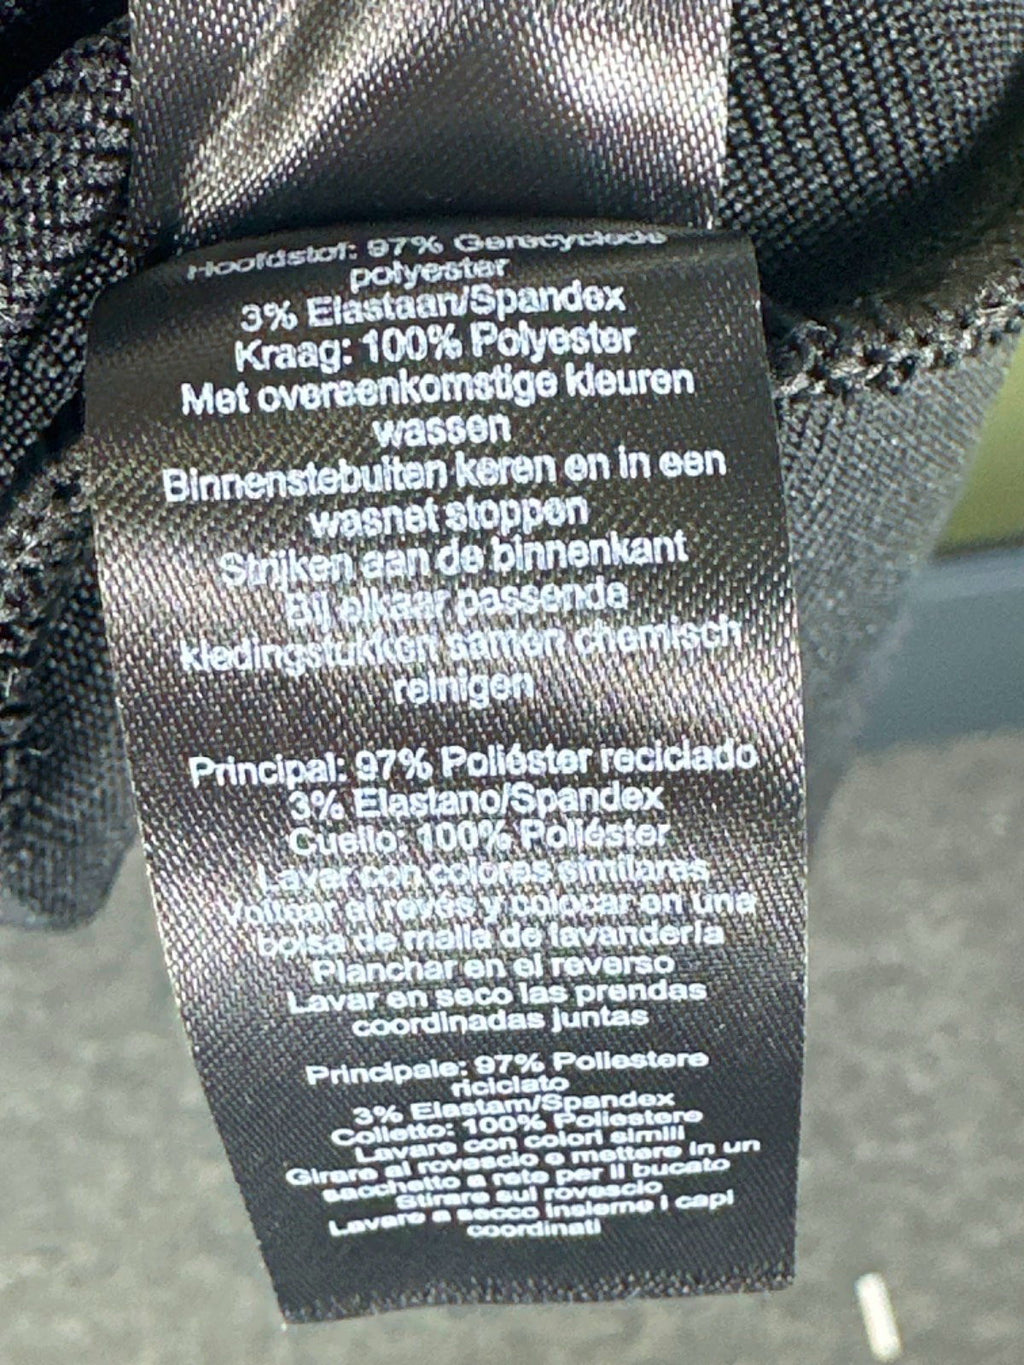 Hoofdstof: 97% Gerecyclede
polyester
3% Elastaan/Spandex
Kraag: 100% Polyester
Met overeenkomstige kleuren
wassen
Binnenstebuiten keren en in een
wasnet stoppen
Strijken aan de binnenkant
Bij elkaar passende
kledingstukken samen chemisch
reinigen
Principal: 97% Poliéster reciclado
3% Elastano/Spandex
Cuello: 100% Poliéster
Lavar con colores similares
Voltear al revés y colocar en una
bolsa de malla de lavandería
Planchar en el reverso
Lavar en seco las prendas
coordinadas juntas
Principale: 97% Poliestere
riciclato
3% Elastam/Spandex
Colletto: 100% Poliestere
Lavare con colori simili
Girare al rovescio e mettere in un
sacchetto a rete per il bucato
Stirare sul rovescio
Lavare a secco insieme i capi
coordinati